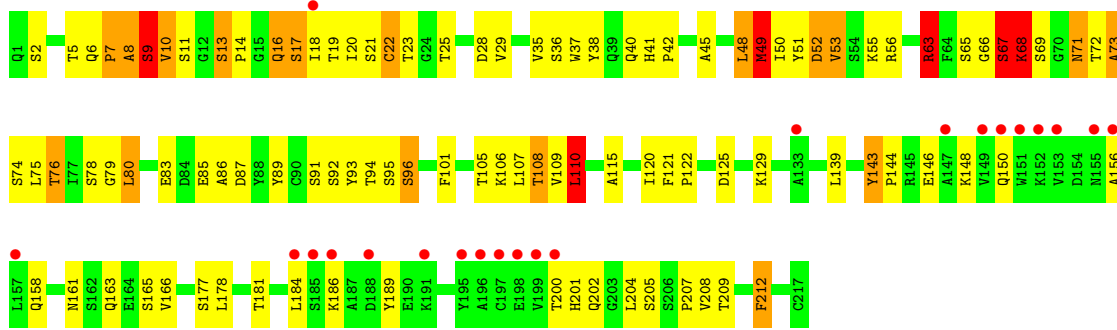 Q1 S2 T5 Q6 P7 A8 S9 V10 S11 G12 S13 P14 G15 Q16 S17 I18 T19 I20 S21 C22 T23 G24 T25 D28 V29 V35 S36 W37 Y38 Q39 Q40 H41 P42 A45 L48 M49 I50 Y51 D52 V53 S54 K55 R56 R63 F64 S65 G66 S67 K68 S69 G70 N71 T72 A73
S74 L75 T76 I77 S78 G79 L80 E83 D84 E85 A86 D87 Y88 Y89 C90 S91 S92 Y93 T94 S95 S96 F101 T105 K106 L107 T108 V109 L110 A115 I120 F121 P122 D125 K129 A133 L139 Y143 P144 R145 E146 A147 K148 V149 Q150 W151 K152 V153 D154 N155 A156
L157 Q158 N161 S162 Q163 E164 S165 V166 S177 L178 T181 L184 S185 K186 A187 D188 Y189 E190 K191 Y195 A196 C197 E198 V199 T200 H201 Q202 G203 L204 S205 S206 P207 V208 T209 F212 C217